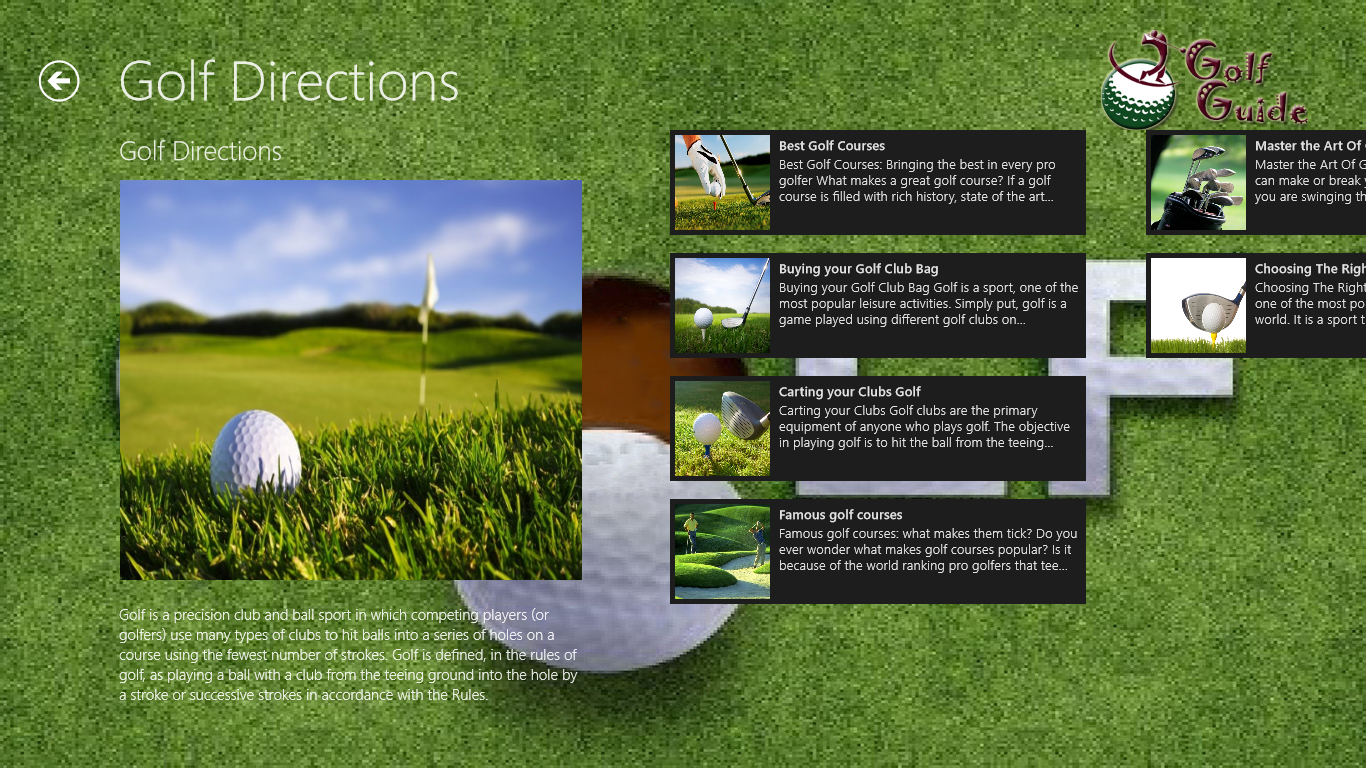 Golf Directions
Golf
Guide
Golf Directions
Golf is a precision club and ball sport in which competing players (or
golfers) use many types of clubs to hit balls into a series of holes on a
course using the fewest number of strokes. Golf is defined, in the rules of
golf, as playing a ball with a club from the teeing ground into the hole by
a stroke or successive strokes in accordance with the Rules.
Best Golf Courses
Best Golf Courses: Bringing the best in every pro
golfer What makes a great golf course? If a golf
course is filled with rich history, state of the art...
Buying your Golf Club Bag
Buying your Golf Club Bag Golf is a sport, one of the
most popular leisure activities. Simply put, golf is a
game played using different golf clubs on...
Carting your Clubs Golf
Carting your Clubs Golf clubs are the primary
equipment of anyone who plays golf. The objective
in playing golf is to hit the ball from the teeing...
Famous golf courses
Famous golf courses: what makes them tick? Do you
ever wonder what makes golf courses popular? Is it
because of the world ranking pro golfers that tee...
Master the Art Of
Master the Art Of
can make or break
you are swinging
Choosing The
Choosing The Right
one of the most
world. It is a sport